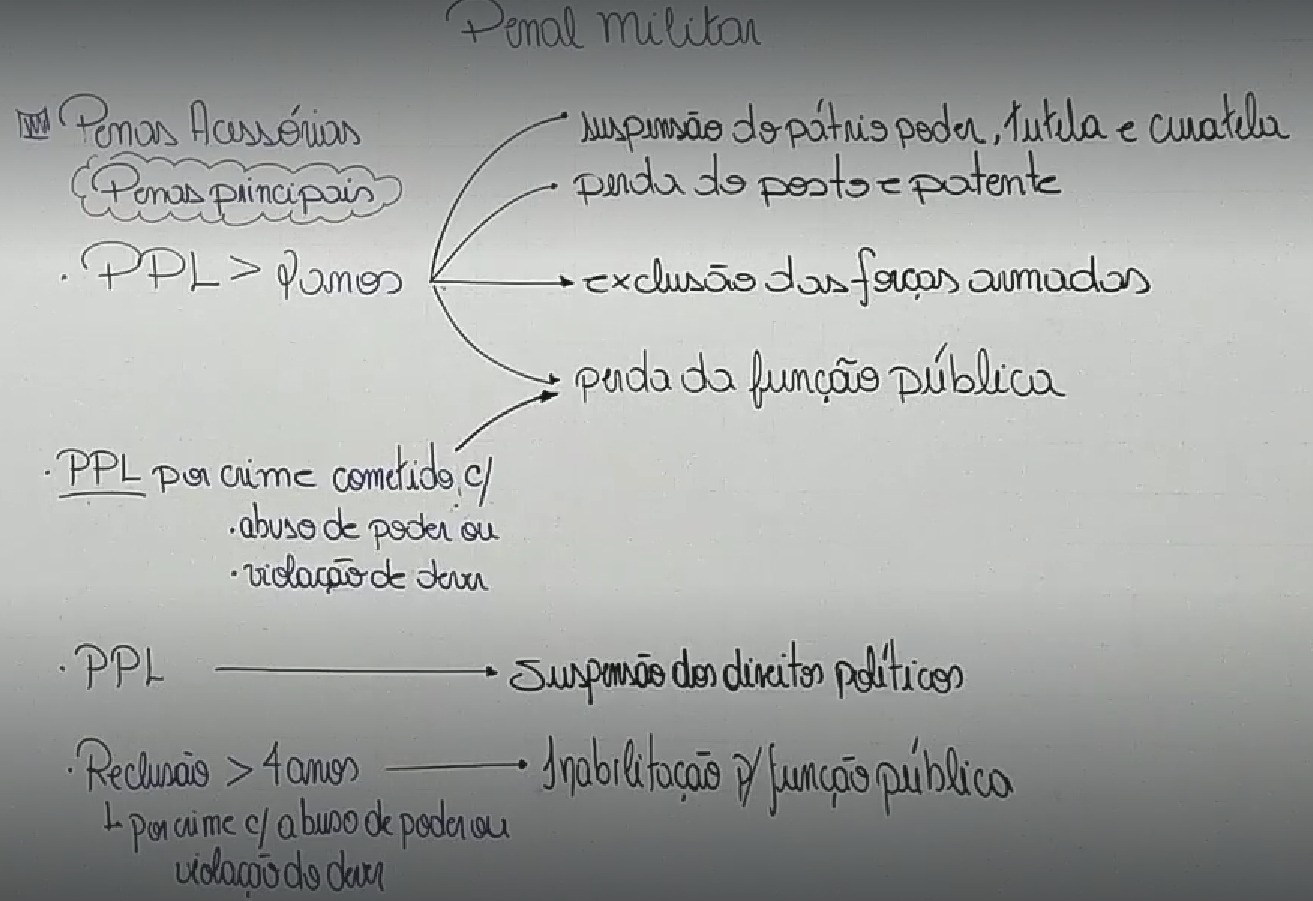 Penal Militar
Penas Acessórias
Penas principais
. PPL > 2 anos
suspensão do pátrio poder, tutela e curatela
perda do posto e patente
exclusão das forças armadas
perda da função pública
. PPL por crime cometido c/
. abuso de poder ou
. violação de dever
. PPL
suspensão dos direitos políticos
. Reclusão > 4 anos
Inabilitação p/ função pública
por crime c/ abuso de poder ou
violação do dever